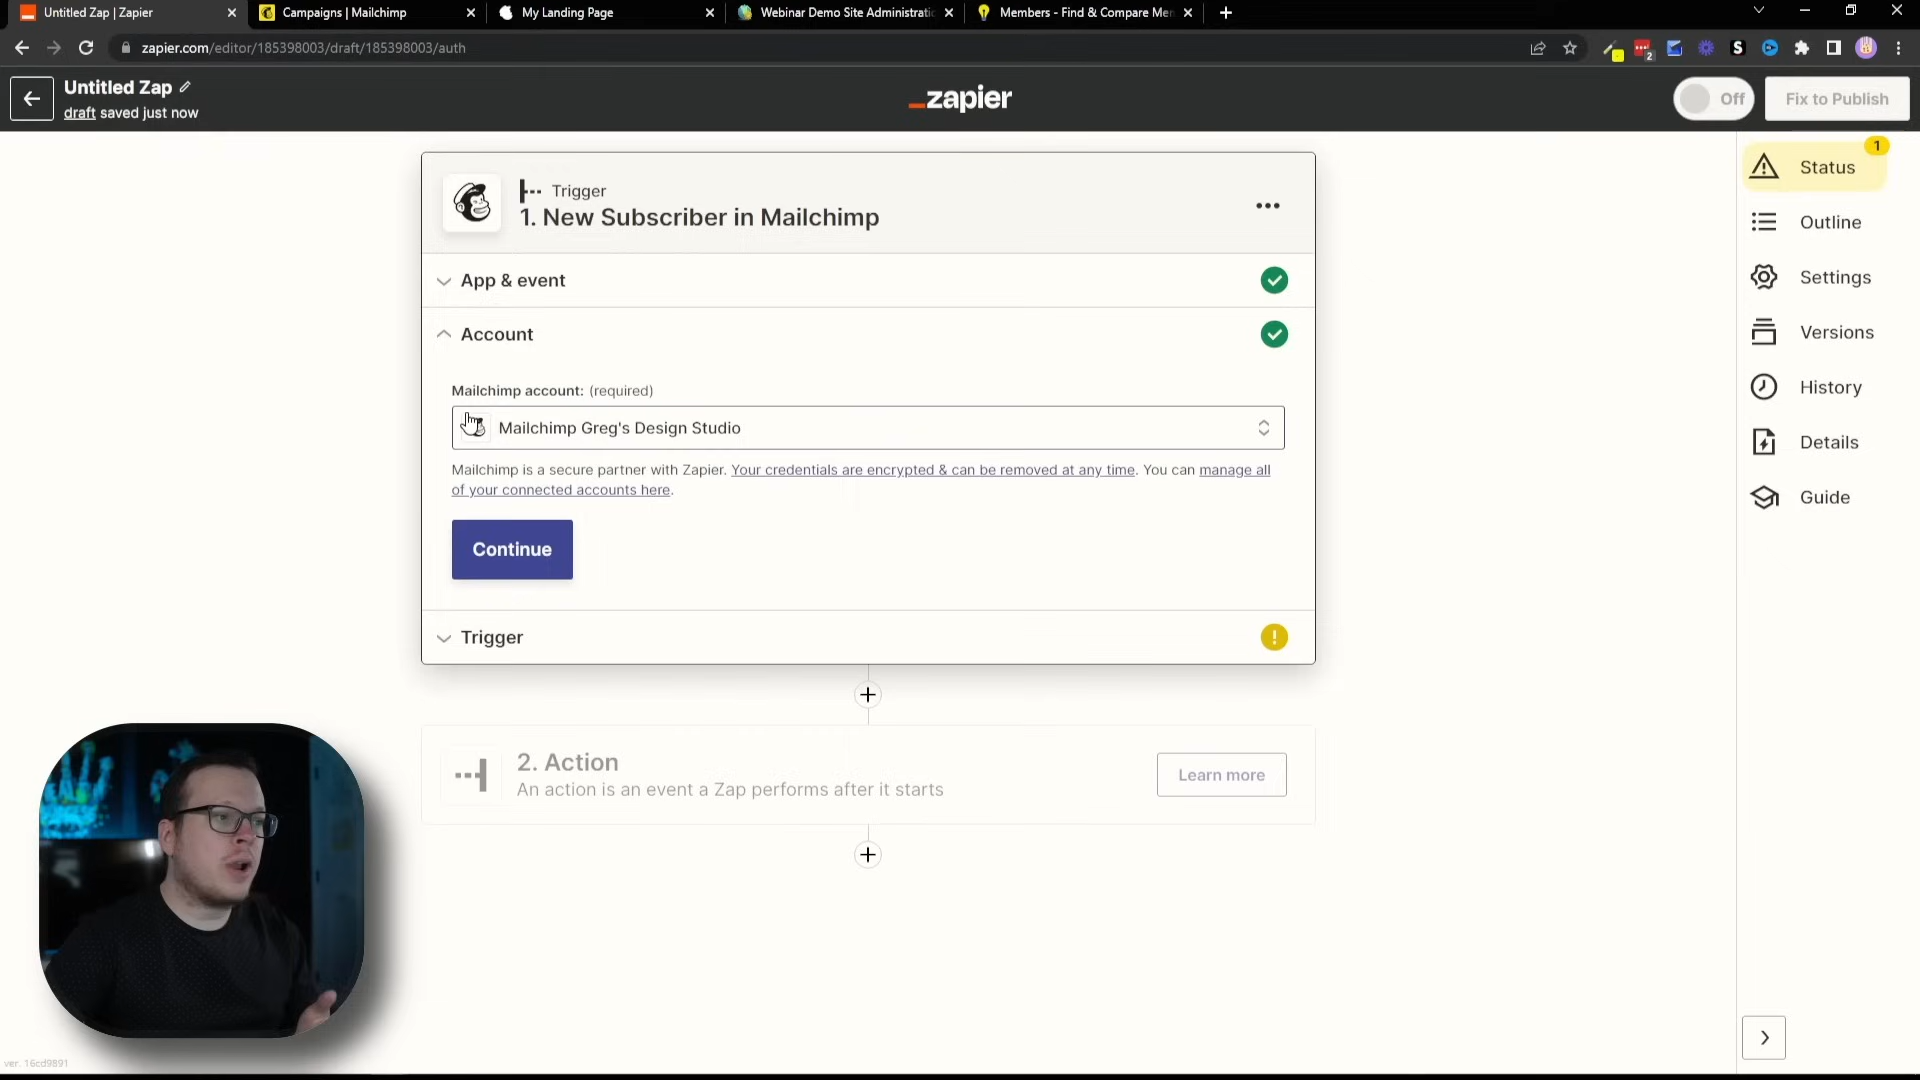 Untitled Zap | Zapier
Campaigns | Mailchimp
My Landing Page
Webinar Demo Site Administrati
Members - Find & Compare Me
zapier.com/editor/185398003/draft/185398003/auth
2
Untitled Zap
draft saved just now
_zapier
Off
Fix to Publish
Trigger
1. New Subscriber in Mailchimp
App & event
Account
Mailchimp account: (required)
Mailchimp Greg's Design Studio
Mailchimp is a secure partner with Zapier. Your credentials are encrypted & can be removed at any time. You can manage all
of your connected accounts here.
Continue
Trigger
2. Action
An action is an event a Zap performs after it starts
Learn more
1
Status
Outline
Settings
Versions
History
Details
Guide
ver. 16cd9891